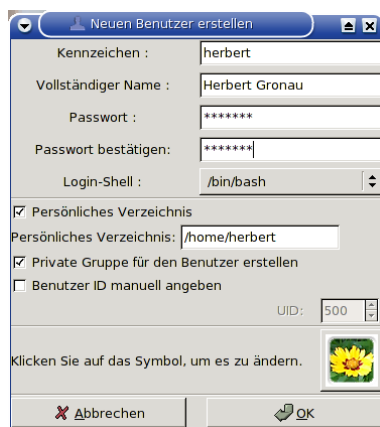 Neuen Benutzer erstellen
Kennzeichen : herbert
Vollständiger Name : Herbert Gronau
Passwort : *******
Passwort bestätigen: *******
Login-Shell : /bin/bash
Persönliches Verzeichnis
Persönliches Verzeichnis: /home/herbert
Private Gruppe für den Benutzer erstellen
Benutzer ID manuell angeben
UID: 500
Klicken Sie auf das Symbol, um es zu ändern.
Abbrechen OK